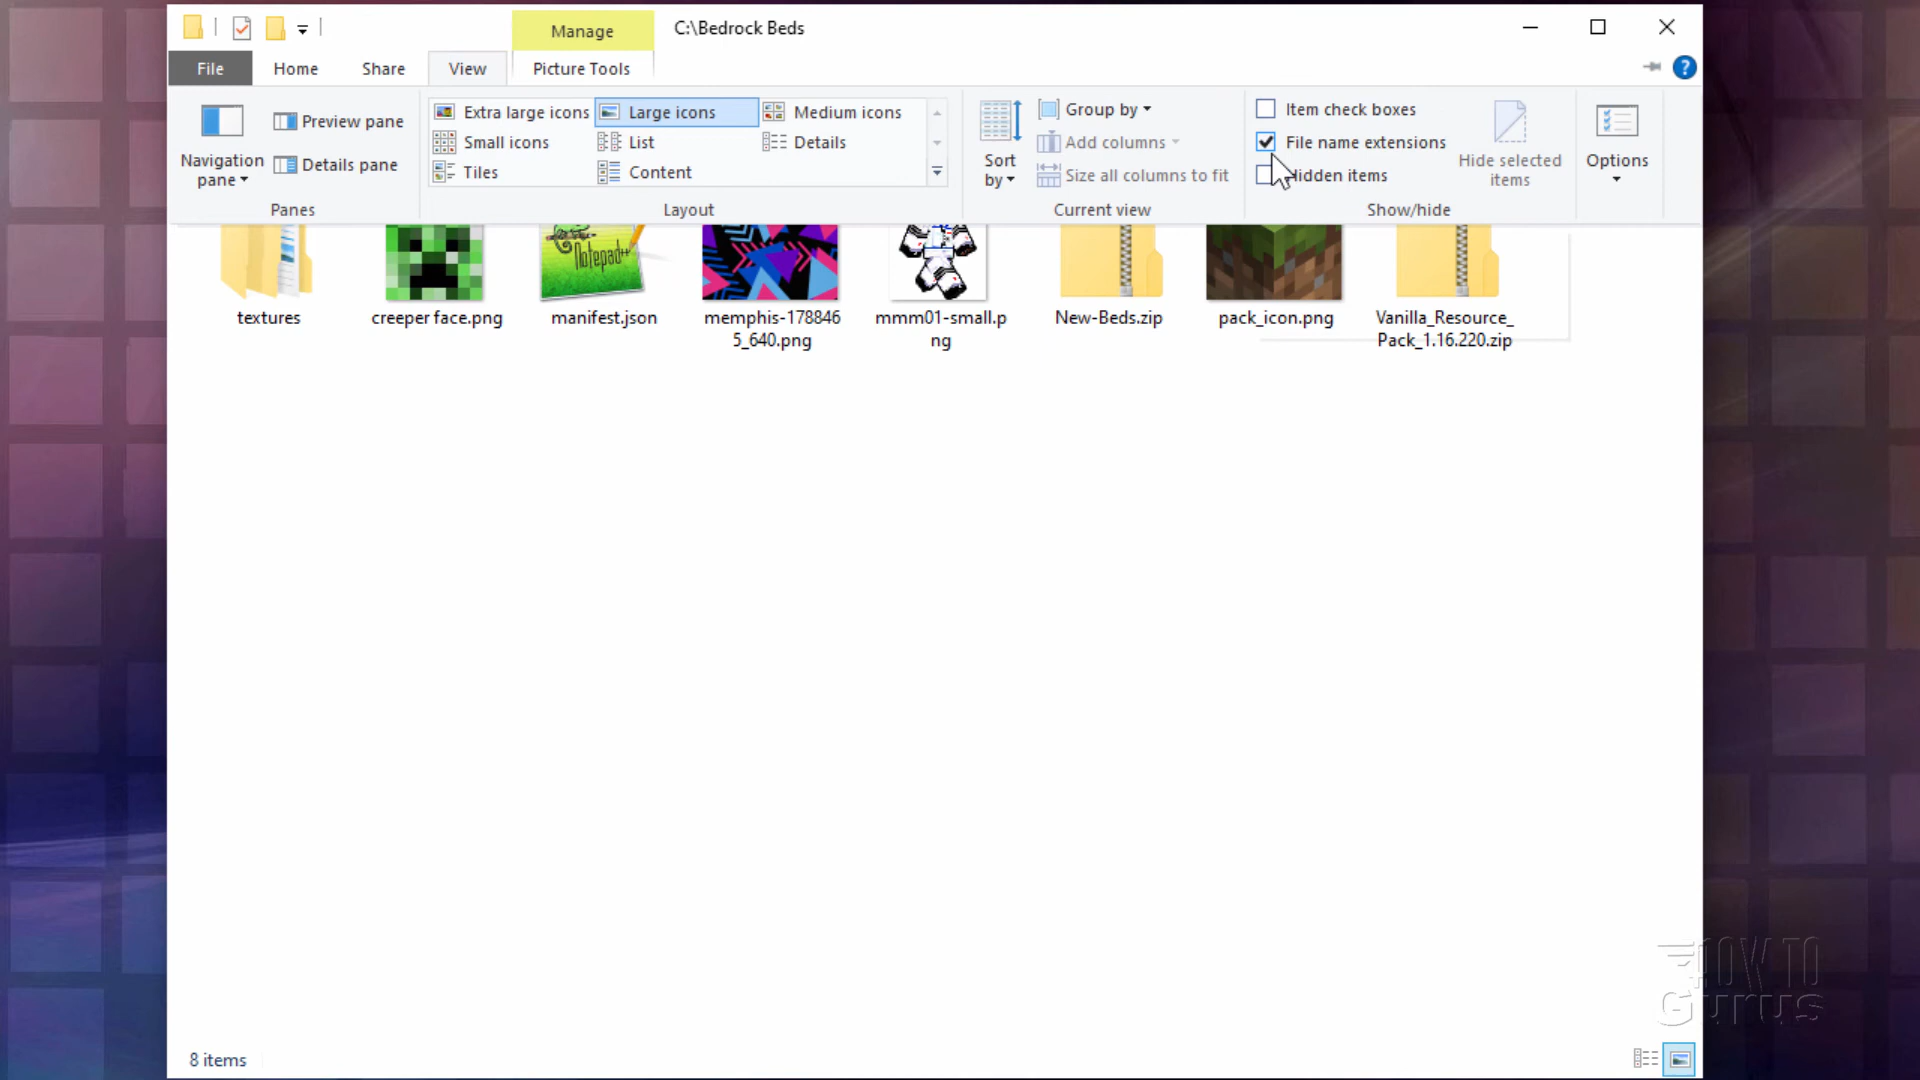 Manage
C:\Bedrock Beds
File
Home
Share
View
Picture Tools
?
Navigation
pane
Preview pane
Details pane
Panes
Extra large icons
Large icons
Medium icons
Small icons
List
Details
Tiles
Content
Layout
Sort
by
Group by
Add columns
Size all columns to fit
Current view
Item check boxes
File name extensions
Hidden items
Hide selected
items
Show/hide
Options
Notepad++
textures
creeper face.png
manifest.json
memphis-178846
5_640.png
mmm01-small.p
ng
New-Beds.zip
pack_icon.png
Vanilla_Resource_
Pack_1.16.220.zip
HOW TO
Gurus
8 items